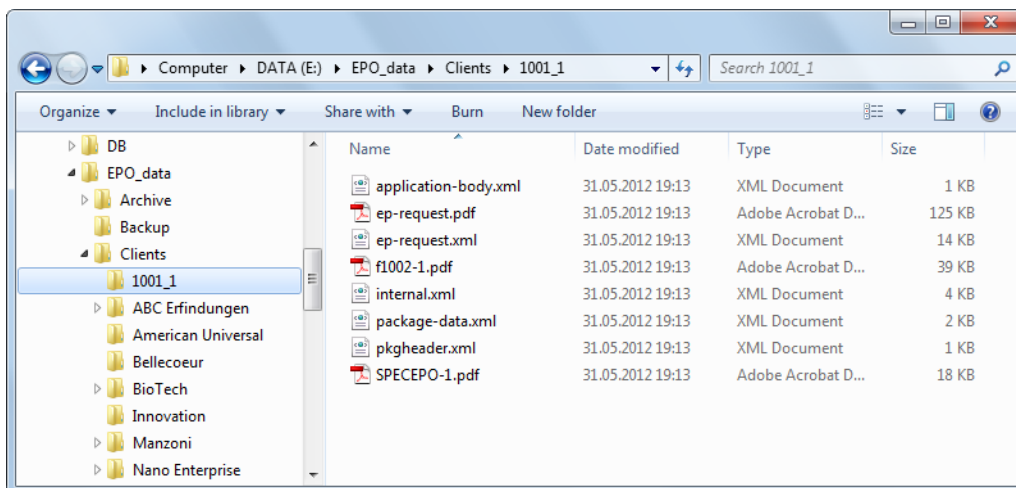 Computer DATA (E:) EPO_data Clients 1001_1 Search 1001_1
Organize Include in library Share with Burn New folder
DB
EPO_data
Archive
Backup
Clients
1001_1
ABC Erfindungen
American Universal
Bellecoeur
BioTech
Innovation
Manzoni
Nano Enterprise
Name Date modified Type Size
application-body.xml 31.05.2012 19:13 XML Document 1 KB
ep-request.pdf 31.05.2012 19:13 Adobe Acrobat D... 125 KB
ep-request.xml 31.05.2012 19:13 XML Document 14 KB
f1002-1.pdf 31.05.2012 19:13 Adobe Acrobat D... 39 KB
internal.xml 31.05.2012 19:13 XML Document 4 KB
package-data.xml 31.05.2012 19:13 XML Document 2 KB
pkgheader.xml 31.05.2012 19:13 XML Document 1 KB
SPECEPO-1.pdf 31.05.2012 19:13 Adobe Acrobat D... 18 KB